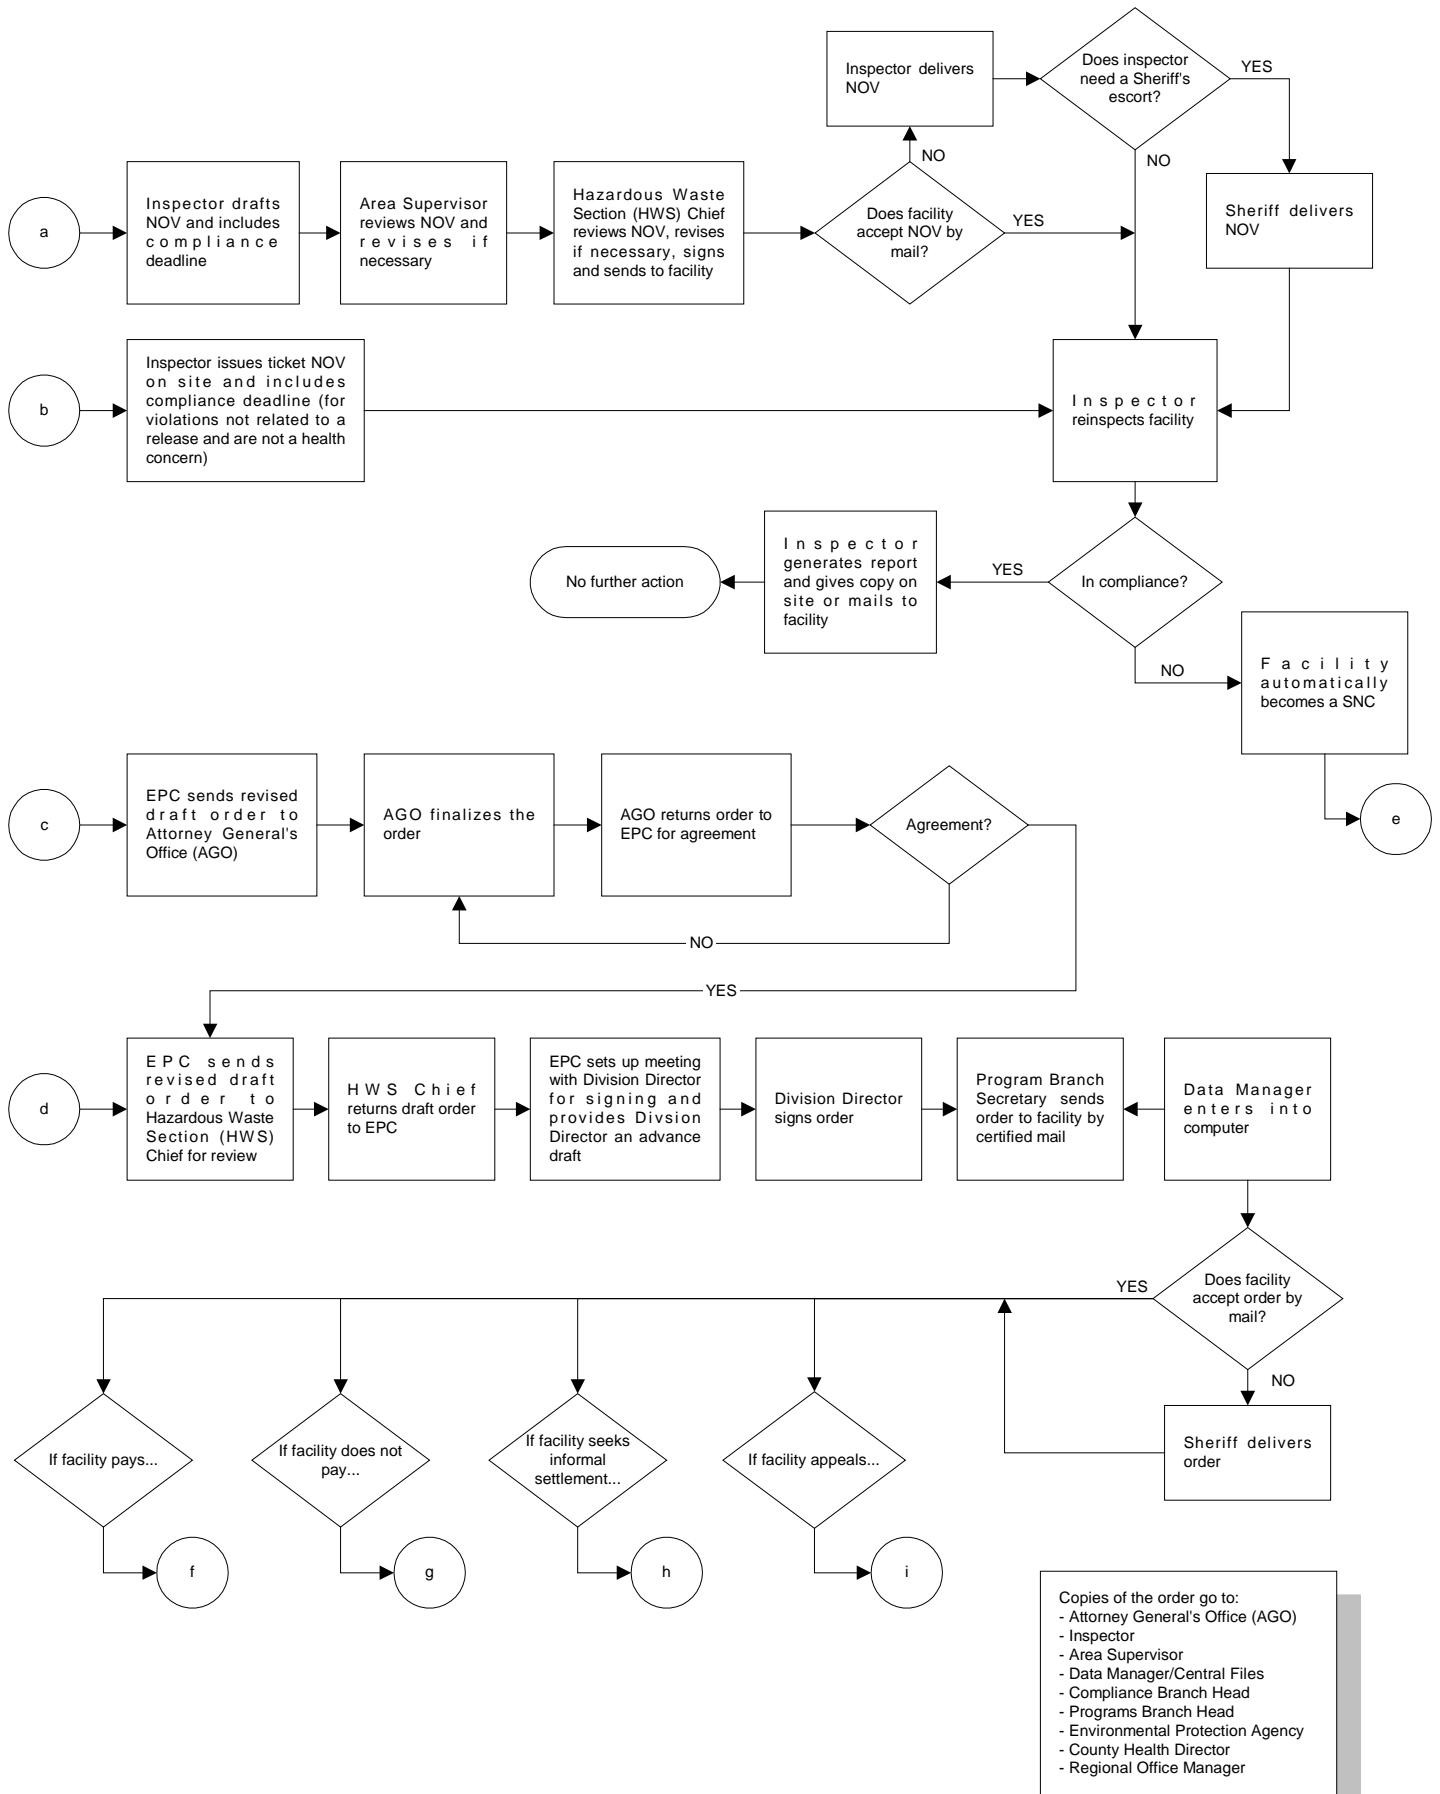 Inspector delivers
NOV
Does inspector
need a Sheriff's
escort?
YES
NO
NO
a
Inspector drafts
NOV and includes
compliance
deadline
Area Supervisor
reviews NOV and
revises if
necessary
Hazardous Waste
Section (HWS) Chief
reviews NOV, revises
if necessary, signs
and sends to facility
Does facility
accept NOV by
mail?
YES
Sheriff delivers
NOV
b
Inspector issues ticket NOV
on site and includes
compliance deadline (for
violations not related to a
release and are not a health
concern)
Inspector
reinspects facility
No further action
Inspector
generates report
and gives copy on
site or mails to
facility
YES
In compliance?
NO
Facility
automatically
becomes a SNC
e
c
EPC sends revised
draft order to
Attorney General's
Office (AGO)
AGO finalizes the
order
AGO returns order to
EPC for agreement
Agreement?
NO
YES
d
EPC sends
revised draft
order to
Hazardous Waste
Section (HWS)
Chief for review
HWS Chief
returns draft order
to EPC
EPC sets up meeting
with Division Director
for signing and
provides Divsion
Director an advance
draft
Division Director
signs order
Program Branch
Secretary sends
order to facility by
certified mail
Data Manager
enters into
computer
YES
Does facility
accept order by
mail?
NO
Sheriff delivers
order
If facility pays...
If facility does not
pay...
If facility seeks
informal
settlement...
If facility appeals...
f
g
h
i
Copies of the order go to:
- Attorney General's Office (AGO)
- Inspector
- Area Supervisor
- Data Manager/Central Files
- Compliance Branch Head
- Programs Branch Head
- Environmental Protection Agency
- County Health Director
- Regional Office Manager